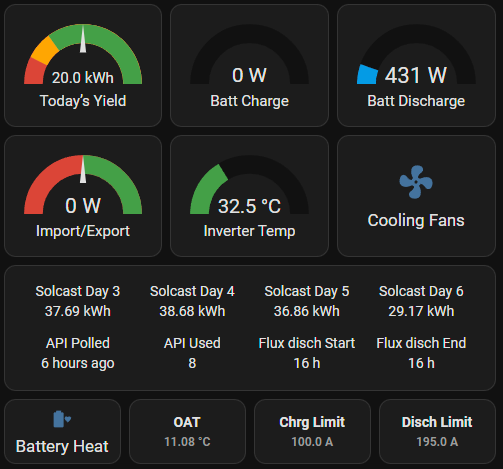 20.0 kWh
Today’s Yield
0 W
Batt Charge
431 W
Batt Discharge
0 W
Import/Export
32.5 °C
Inverter Temp
Cooling Fans
Solcast Day 3
37.69 kWh
Solcast Day 4
38.68 kWh
Solcast Day 5
36.86 kWh
Solcast Day 6
29.17 kWh
API Polled
6 hours ago
API Used
8
Flux disch Start
16 h
Flux disch End
16 h
Battery Heat
OAT
11.08 °C
Chrg Limit
100.0 A
Disch Limit
195.0 A